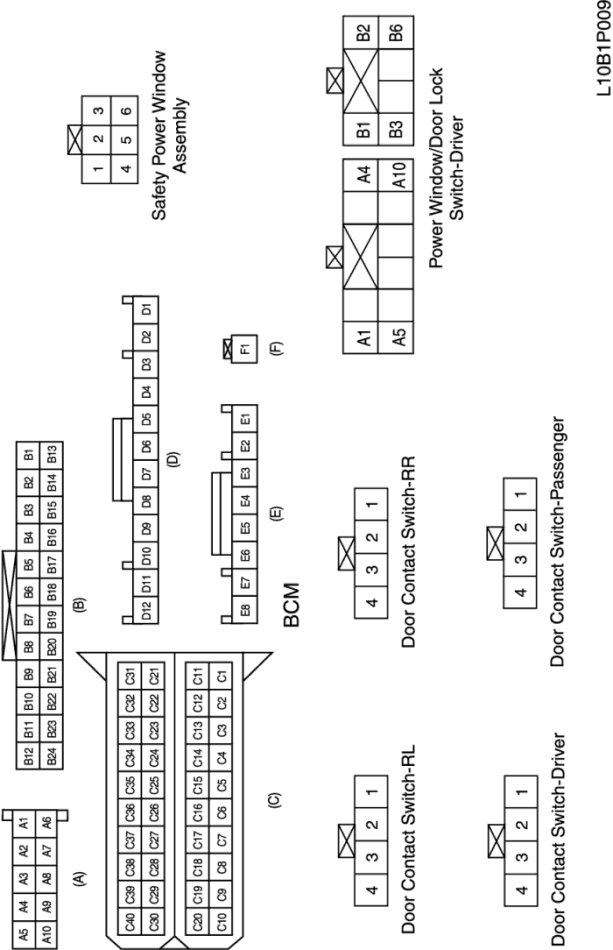 A5 A4 A3 A2 A1
A10 A9 A8 A7 A6
(A)
B12 B11 B10 B9 B8 B7 B6 B5 B4 B3 B2 B1
B24 B23 B22 B21 B20 B19 B18 B17 B16 B15 B14 B13
(B)
1 2 3
4 5 6
Safety Power Window
Assembly
C40 C39 C38 C37 C36 C35 C34 C33 C32 C31
C30 C29 C28 C27 C26 C25 C24 C23 C22 C21
C20 C19 C18 C17 C16 C15 C14 C13 C12 C11
C10 C9 C8 C7 C6 C5 C4 C3 C2 C1
(C)
D12 D11 D10 D9 D8 D7 D6 D5 D4 D3 D2 D1
(D)
E8 E7 E6 E5 E4 E3 E2 E1
(E)
F1
(F)
BCM
4 3 2 1
Door Contact Switch-RL
4 3 2 1
Door Contact Switch-RR
A1 A4
A5 A10
B1 B2
B3 B6
Power Window/Door Lock
Switch-Driver
4 3 2 1
Door Contact Switch-Driver
4 3 2 1
Door Contact Switch-Passenger
L10B1P009